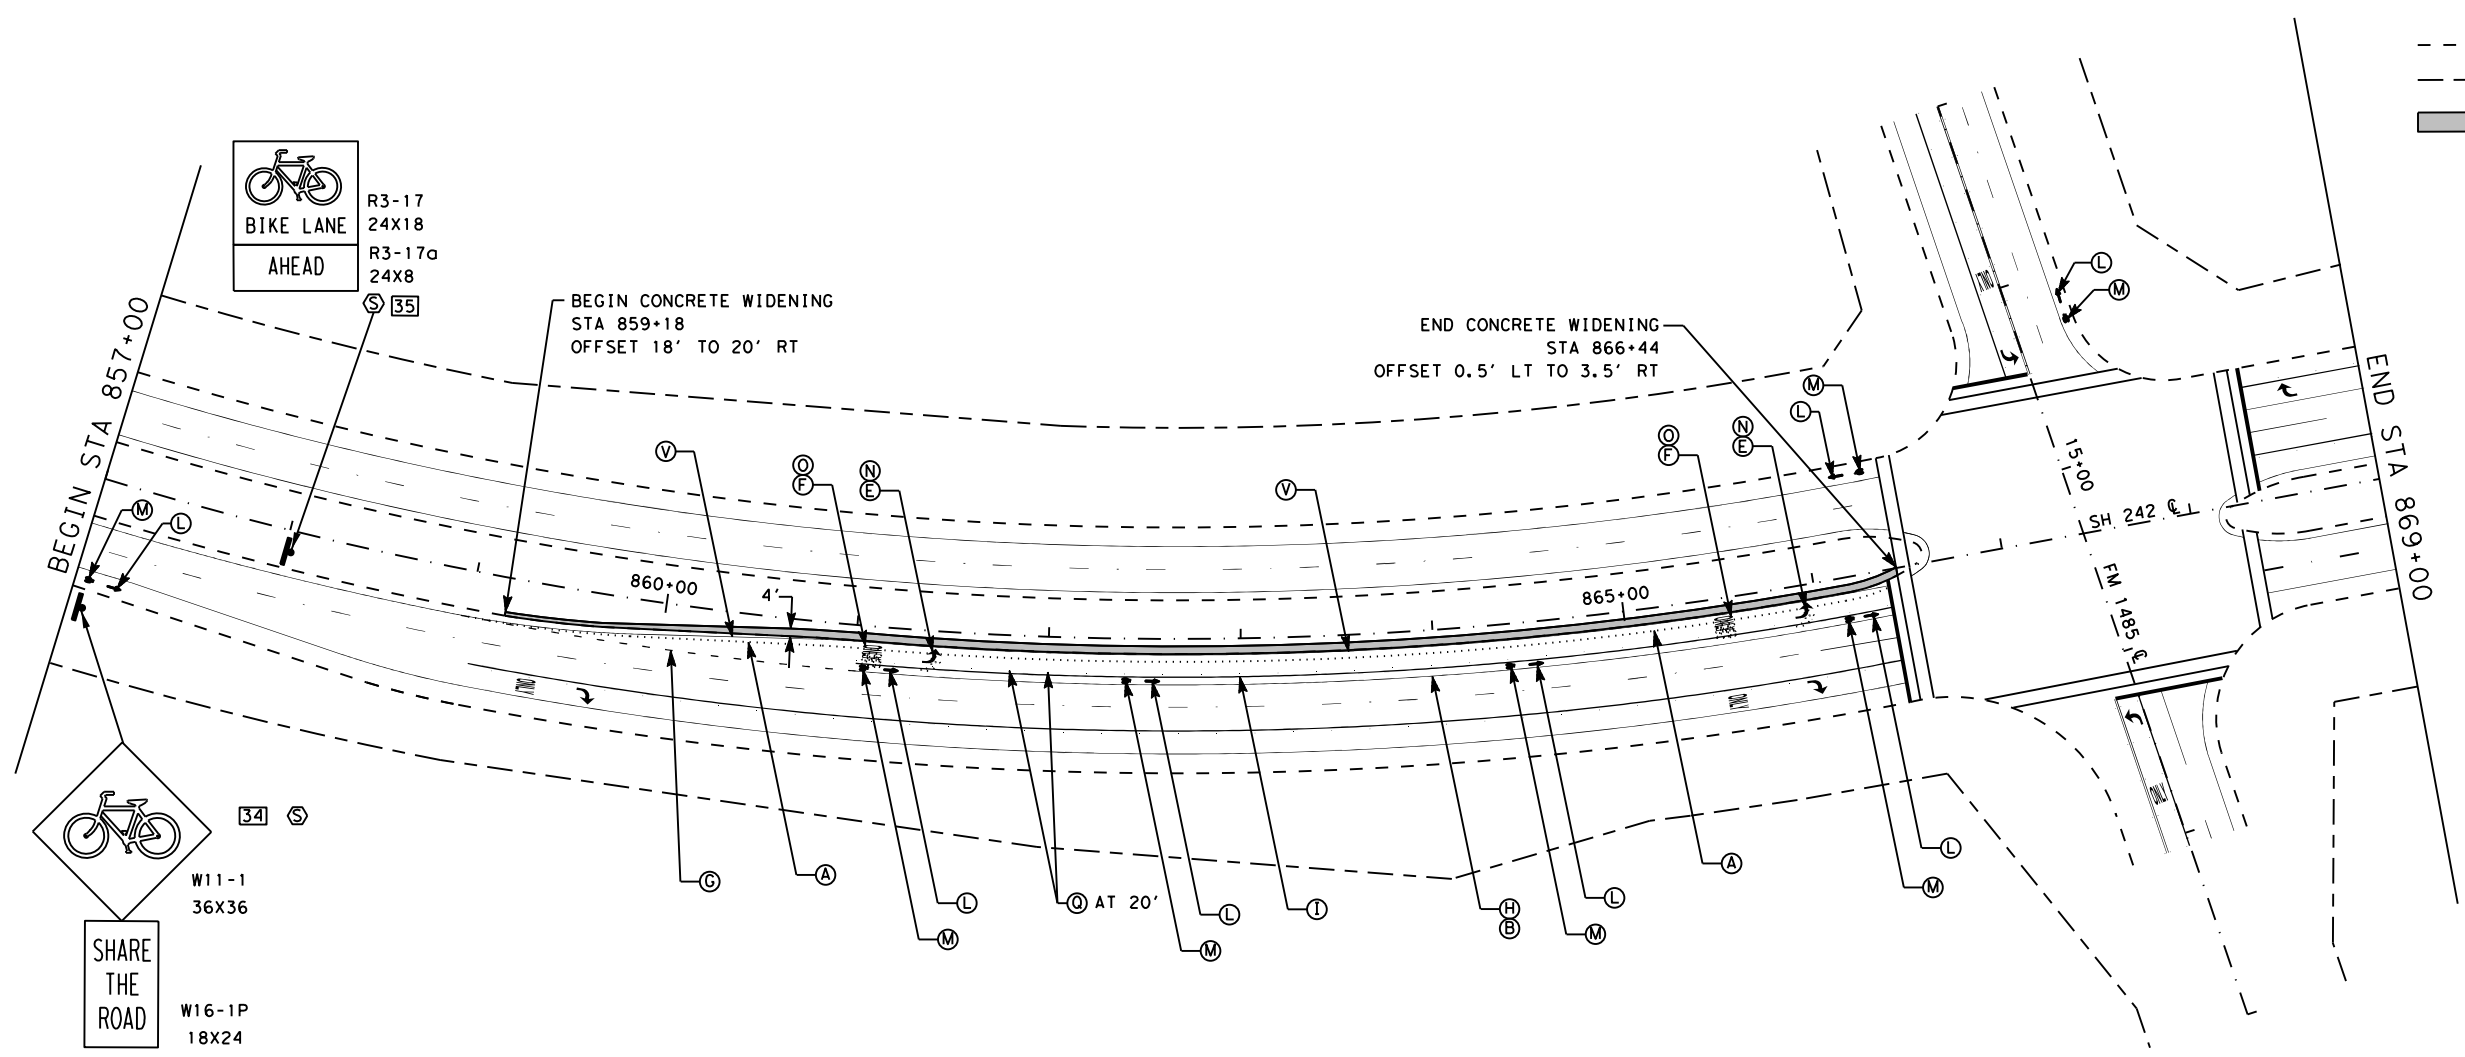 BIKE LANE
AHEAD
R3-17
24X18
R3-17a
24X8
S 35
BEGIN STA 857+00
BEGIN CONCRETE WIDENING
STA 859+18
OFFSET 18' TO 20' RT
END CONCRETE WIDENING
STA 866+44
OFFSET 0.5' LT TO 3.5' RT
L
M
M
L
V
O
F
N
E
V
O
F
N
E
M
L
860+00
4'
865+00
15+00
SH 242 ℄
FM 1485 ℄
END STA 869+00
ONLY
ONLY
ONLY
ONLY
G
A
L
M
Q AT 20'
L
M
I
H
B
L
M
A
L
M
34 S
W11-1
36X36
SHARE
THE
ROAD
W16-1P
18X24